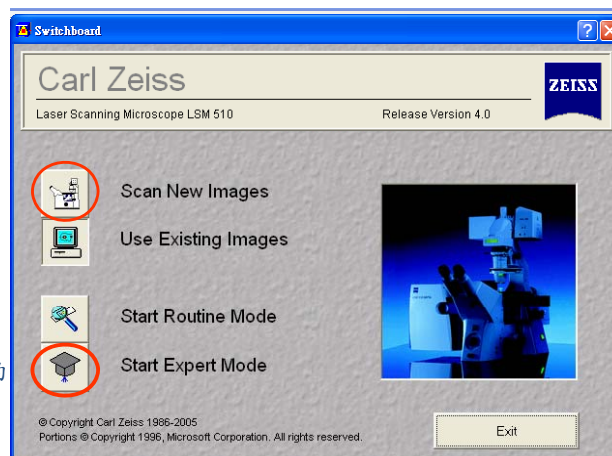 Switchboard
Carl Zeiss
ZEISS
Laser Scanning Microscope LSM 510 Release Version 4.0
Scan New Images
Use Existing Images
Start Routine Mode
Start Expert Mode
© Copyright Carl Zeiss 1986-2005
Portions © Copyright 1996, Microsoft Corporation. All rights reserved.
Exit